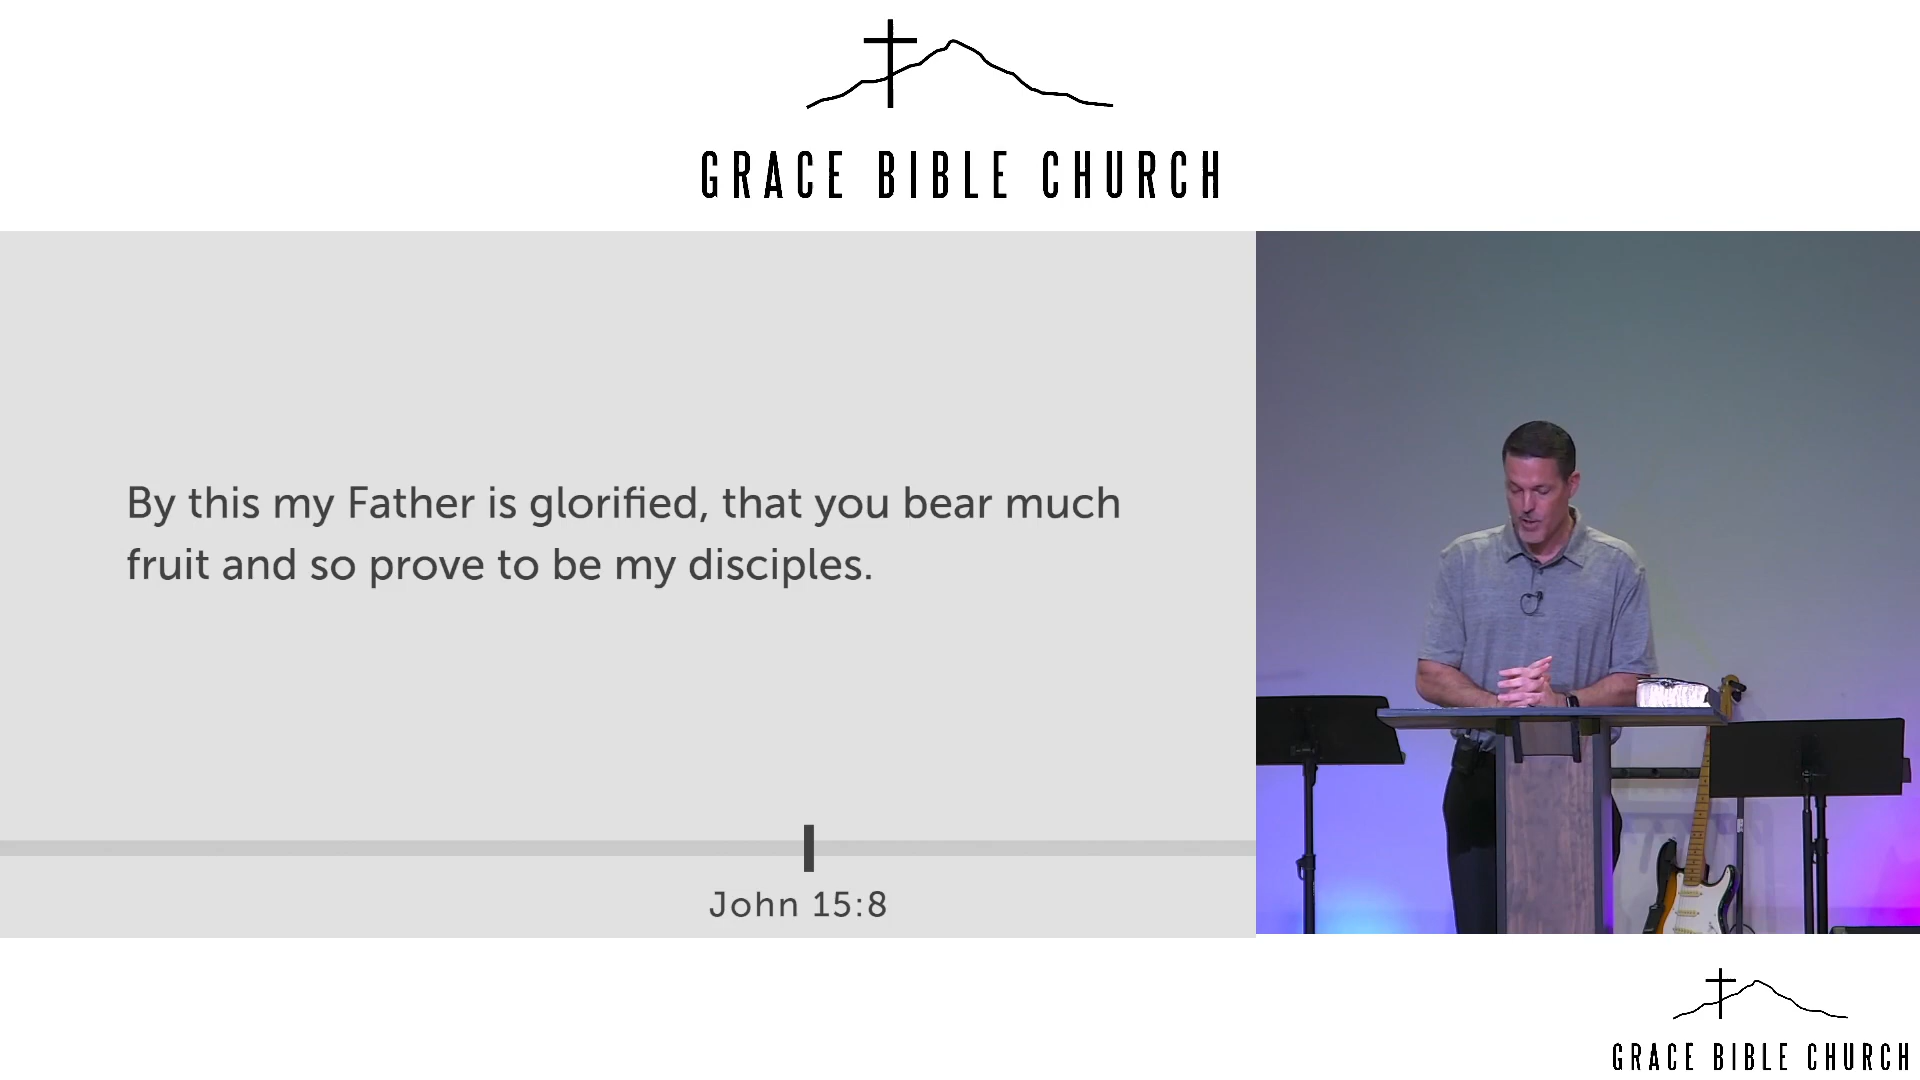 GRACE BIBLE CHURCH
By this my Father is glorified, that you bear much
fruit and so prove to be my disciples.
John 15:8
GRACE BIBLE CHURCH